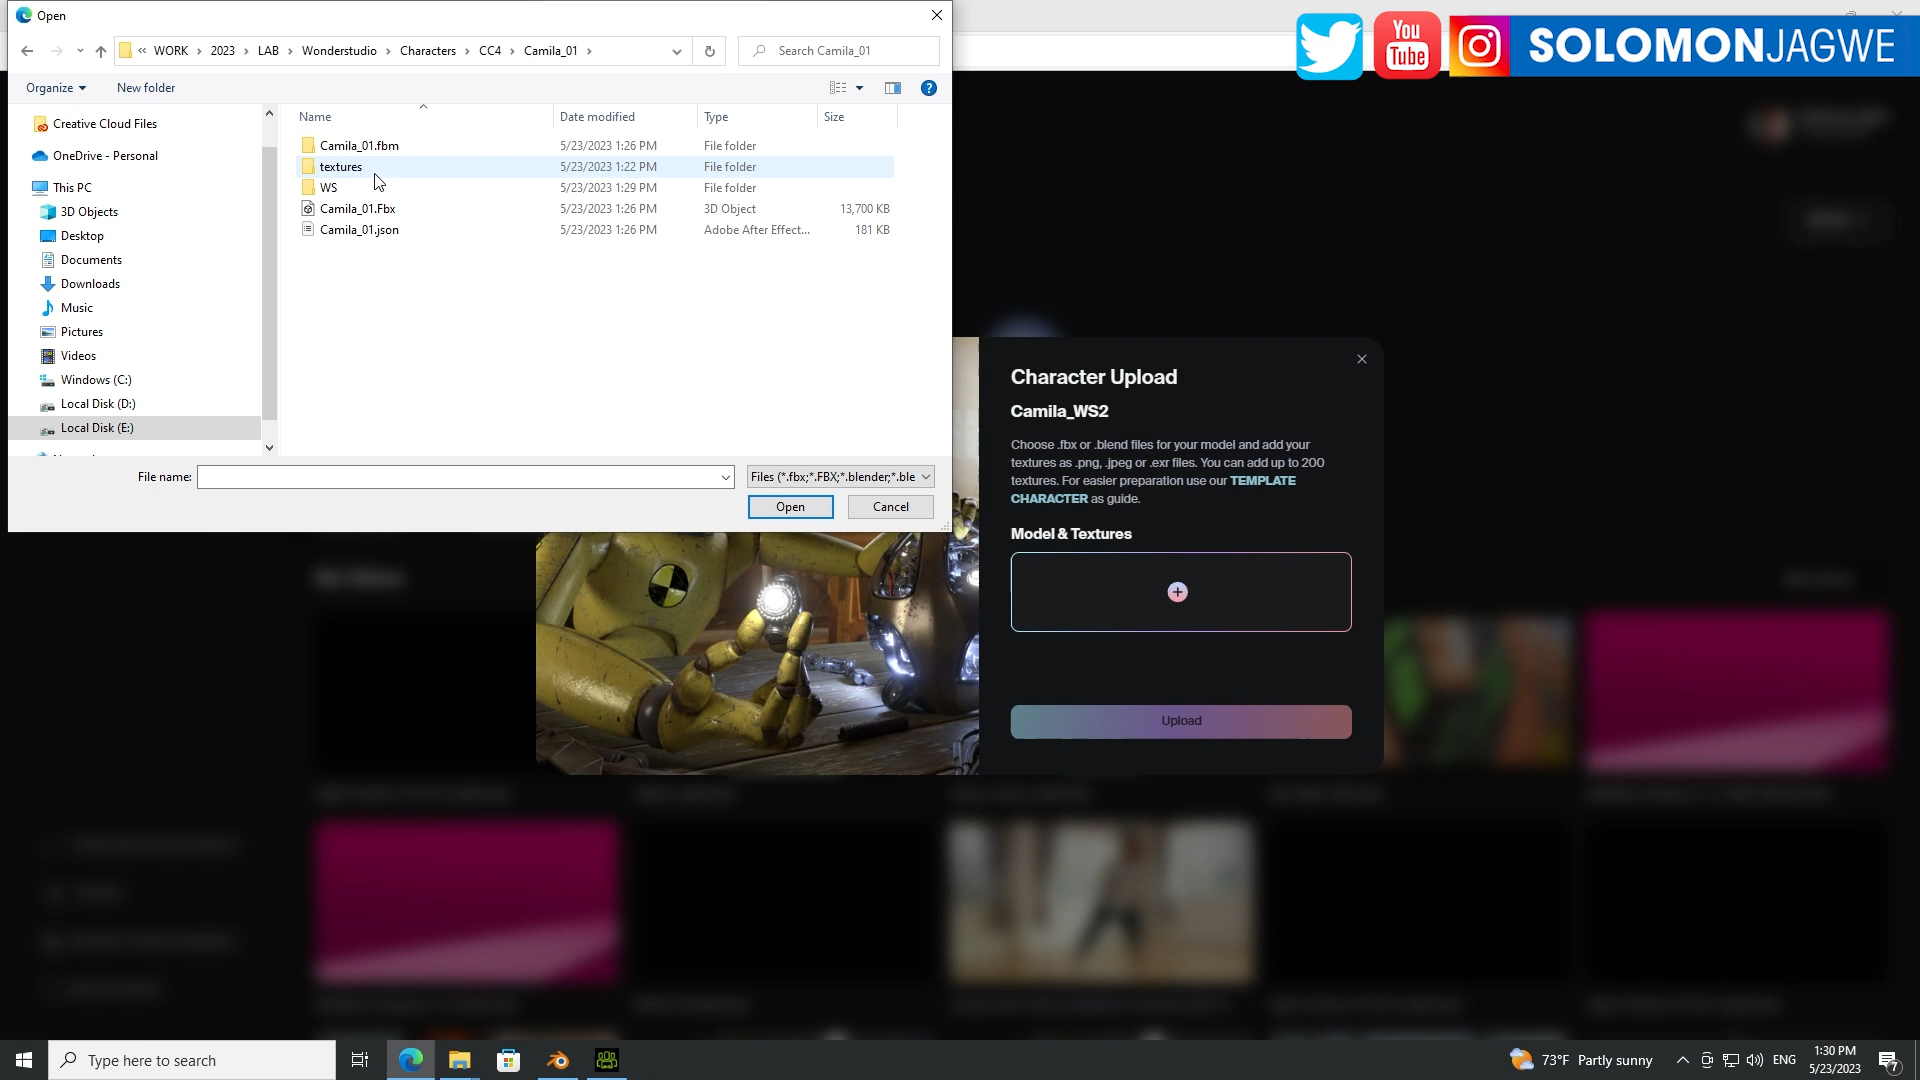 Open
SOLOMONJAGWE
You Tube
« WORK > 2023 > LAB > Wonderstudio > Characters > CC4 > Camila_01 >
Search Camila_01
Organize
New folder
Name
Date modified
Type
Size
Creative Cloud Files
OneDrive - Personal
This PC
3D Objects
Desktop
Documents
Downloads
Music
Pictures
Videos
Windows (C:)
Local Disk (D:)
Local Disk (E:)
Camila_01.fbm 5/23/2023 1:26 PM File folder
textures 5/23/2023 1:22 PM File folder
WS 5/23/2023 1:29 PM File folder
Camila_01.Fbx 5/23/2023 1:26 PM 3D Object 13,700 KB
Camila_01.json 5/23/2023 1:26 PM Adobe After Effect... 181 KB
File name:
Files (*.fbx;*.FBX;*.blender;*.ble
Open
Cancel
Character Upload
Camila_WS2
Choose .fbx or .blend files for your model and add your
textures as .png, .jpeg or .exr files. You can add up to 200
textures. For easier preparation use our TEMPLATE
CHARACTER as guide.
Model & Textures
Upload
Type here to search
73°F Partly sunny
ENG
1:30 PM
5/23/2023
7